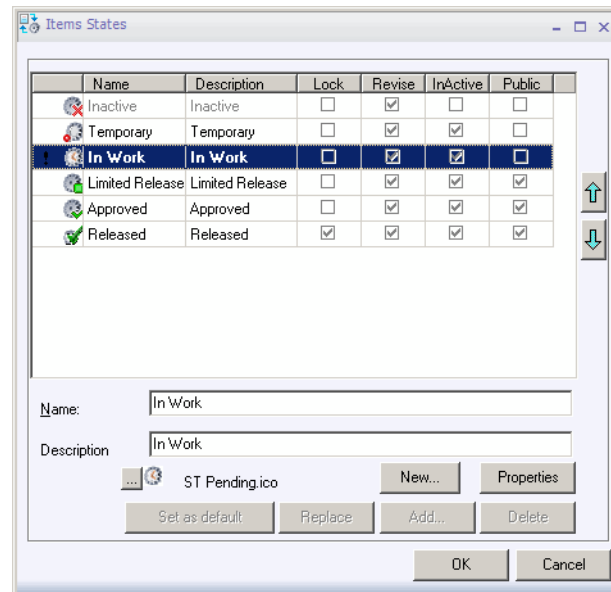 Items States
Name Description Lock Revise InActive Public
Inactive Inactive
Temporary Temporary
! In Work In Work
Limited Release Limited Release
Approved Approved
Released Released
Name: In Work
Description In Work
... ST Pending.ico New... Properties
Set as default Replace Add... Delete
OK Cancel